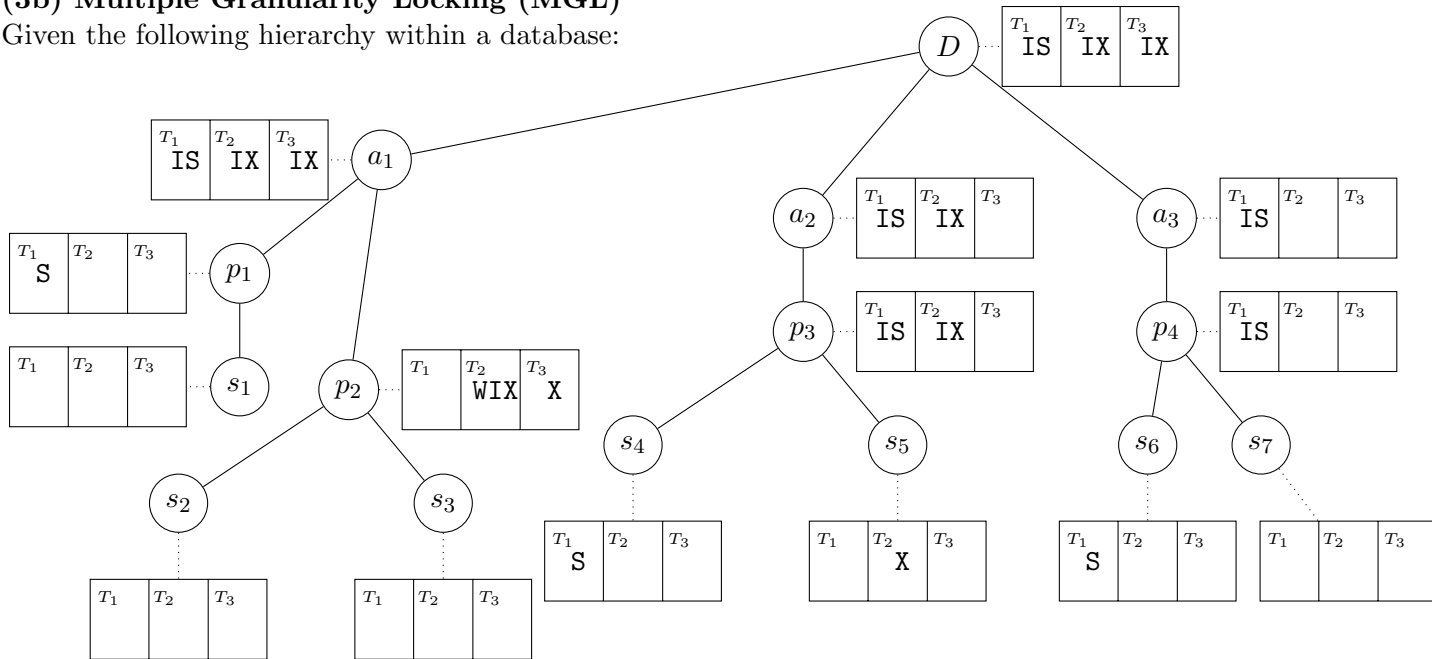 (3b) Multiple Granularity Locking (MGL)
Given the following hierarchy within a database:
D
T1 IS T2 IX T3 IX
a1
T1 IS T2 IX T3 IX
a2
T1 IS T2 IX T3
a3
T1 IS T2 T3
p1
T1 S T2 T3
p2
T1 T2 WIX T3 X
p3
T1 IS T2 IX T3
p4
T1 IS T2 T3
s1
T1 T2 T3
s2
T1 T2 T3
s3
T1 T2 T3
s4
T1 S T2 T3
s5
T1 T2 X T3
s6
T1 S T2 T3
s7
T1 T2 T3